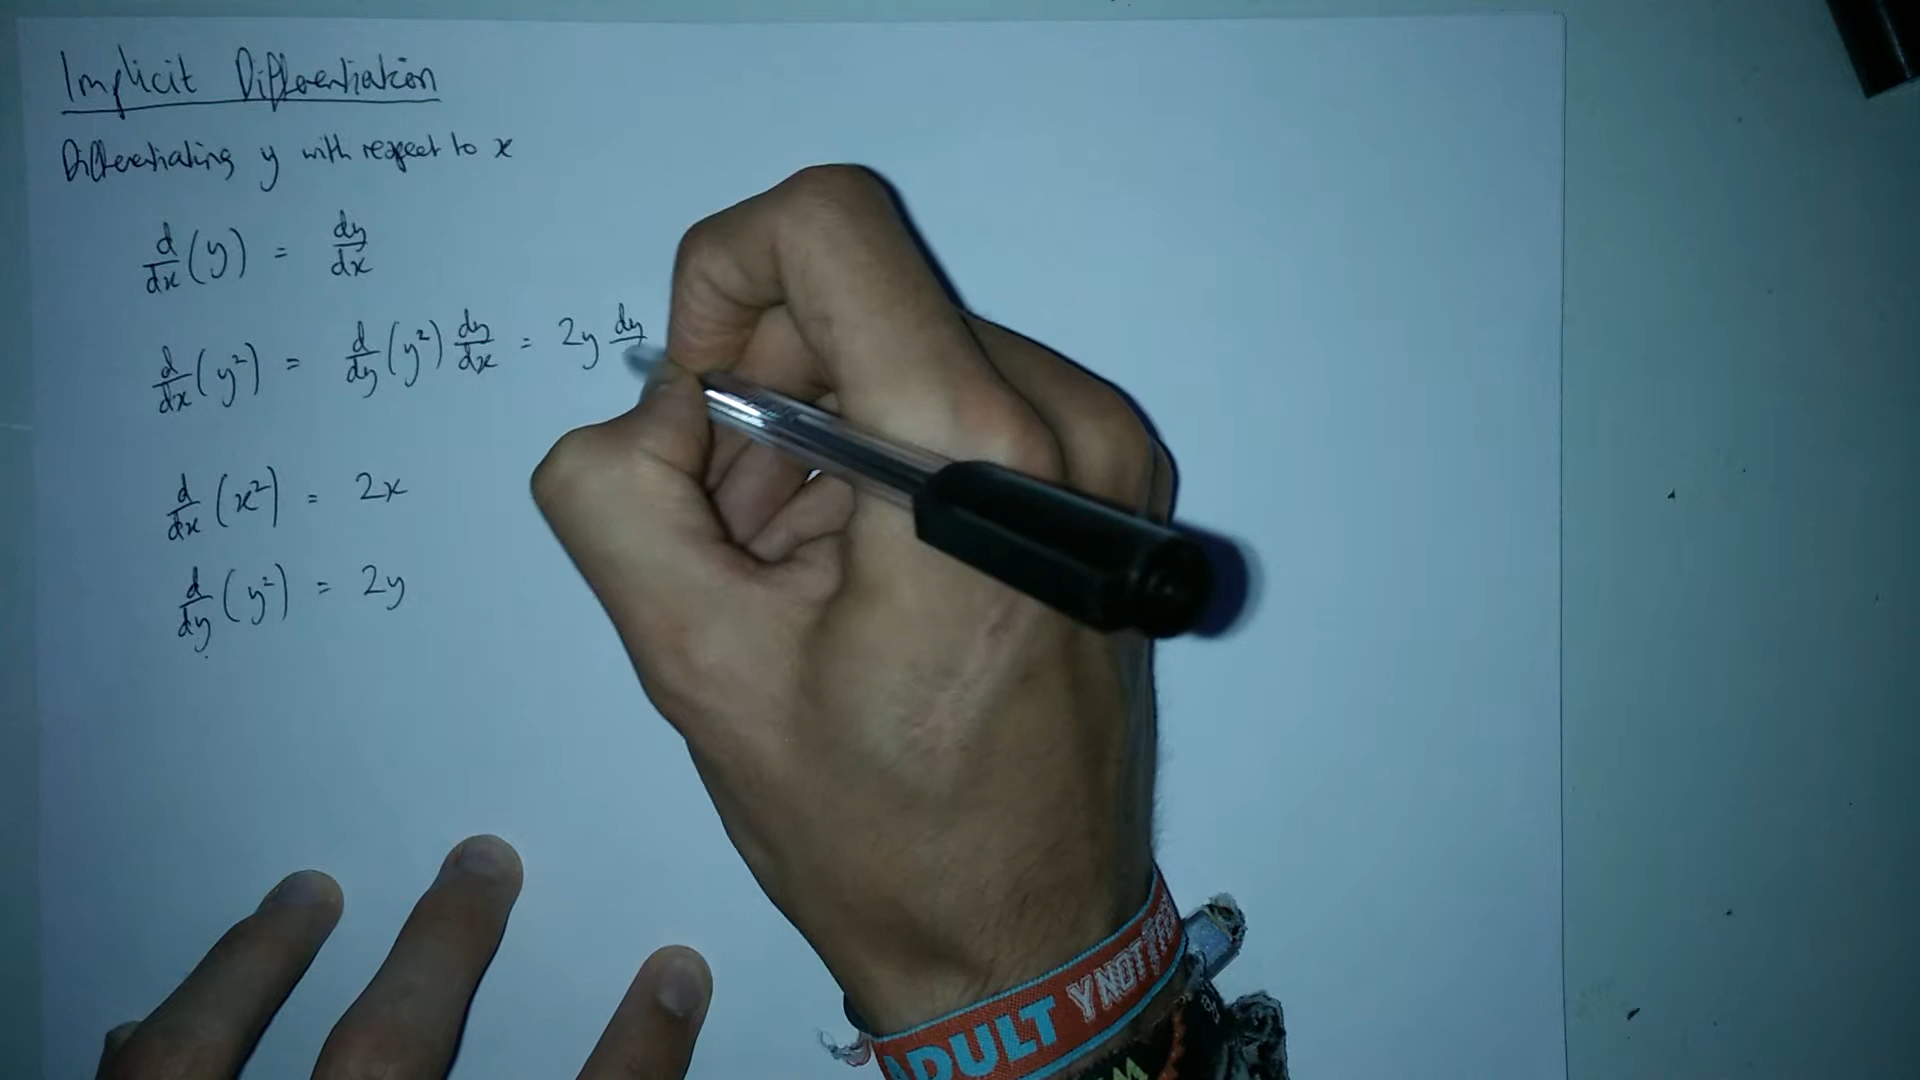 Implicit Differentiation
Differentiating y with respect to x
d/dx (y) = dy/dx
d/dx (y²) = d/dy (y²) dy/dx = 2y dy
d/dx (x²) = 2x
d/dy (y²) = 2y
ADULT YNOT